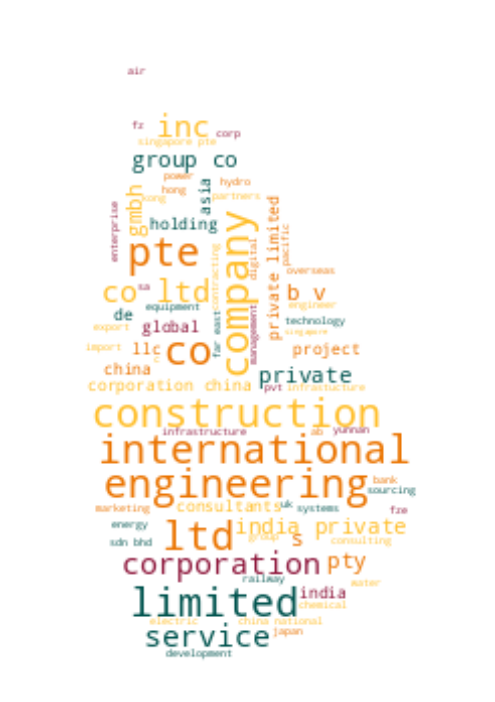 air
fz inc corp
singapore pte
group co
power
hong
hydro
kong
asia
partners
gmbh
enterprise
holding
private limited
pacific
company
pte
digital
contracting
overseas
co ltd
sa
b v
equipment
engineer
de
technology
export
global
far east
management
singapore
import
llc
co
project
china
private
corporation china
pvt
infrastucture
construction
infrastructure
ab
yunnan
international
engineering
bank
sourcing
marketing
consultants
uk
systems
fze
energy
ltd
india private
group
s
consulting
sdn bhd
corporation
pty
railway
water
limited
india
chemical
electric
china national
service
japan
development